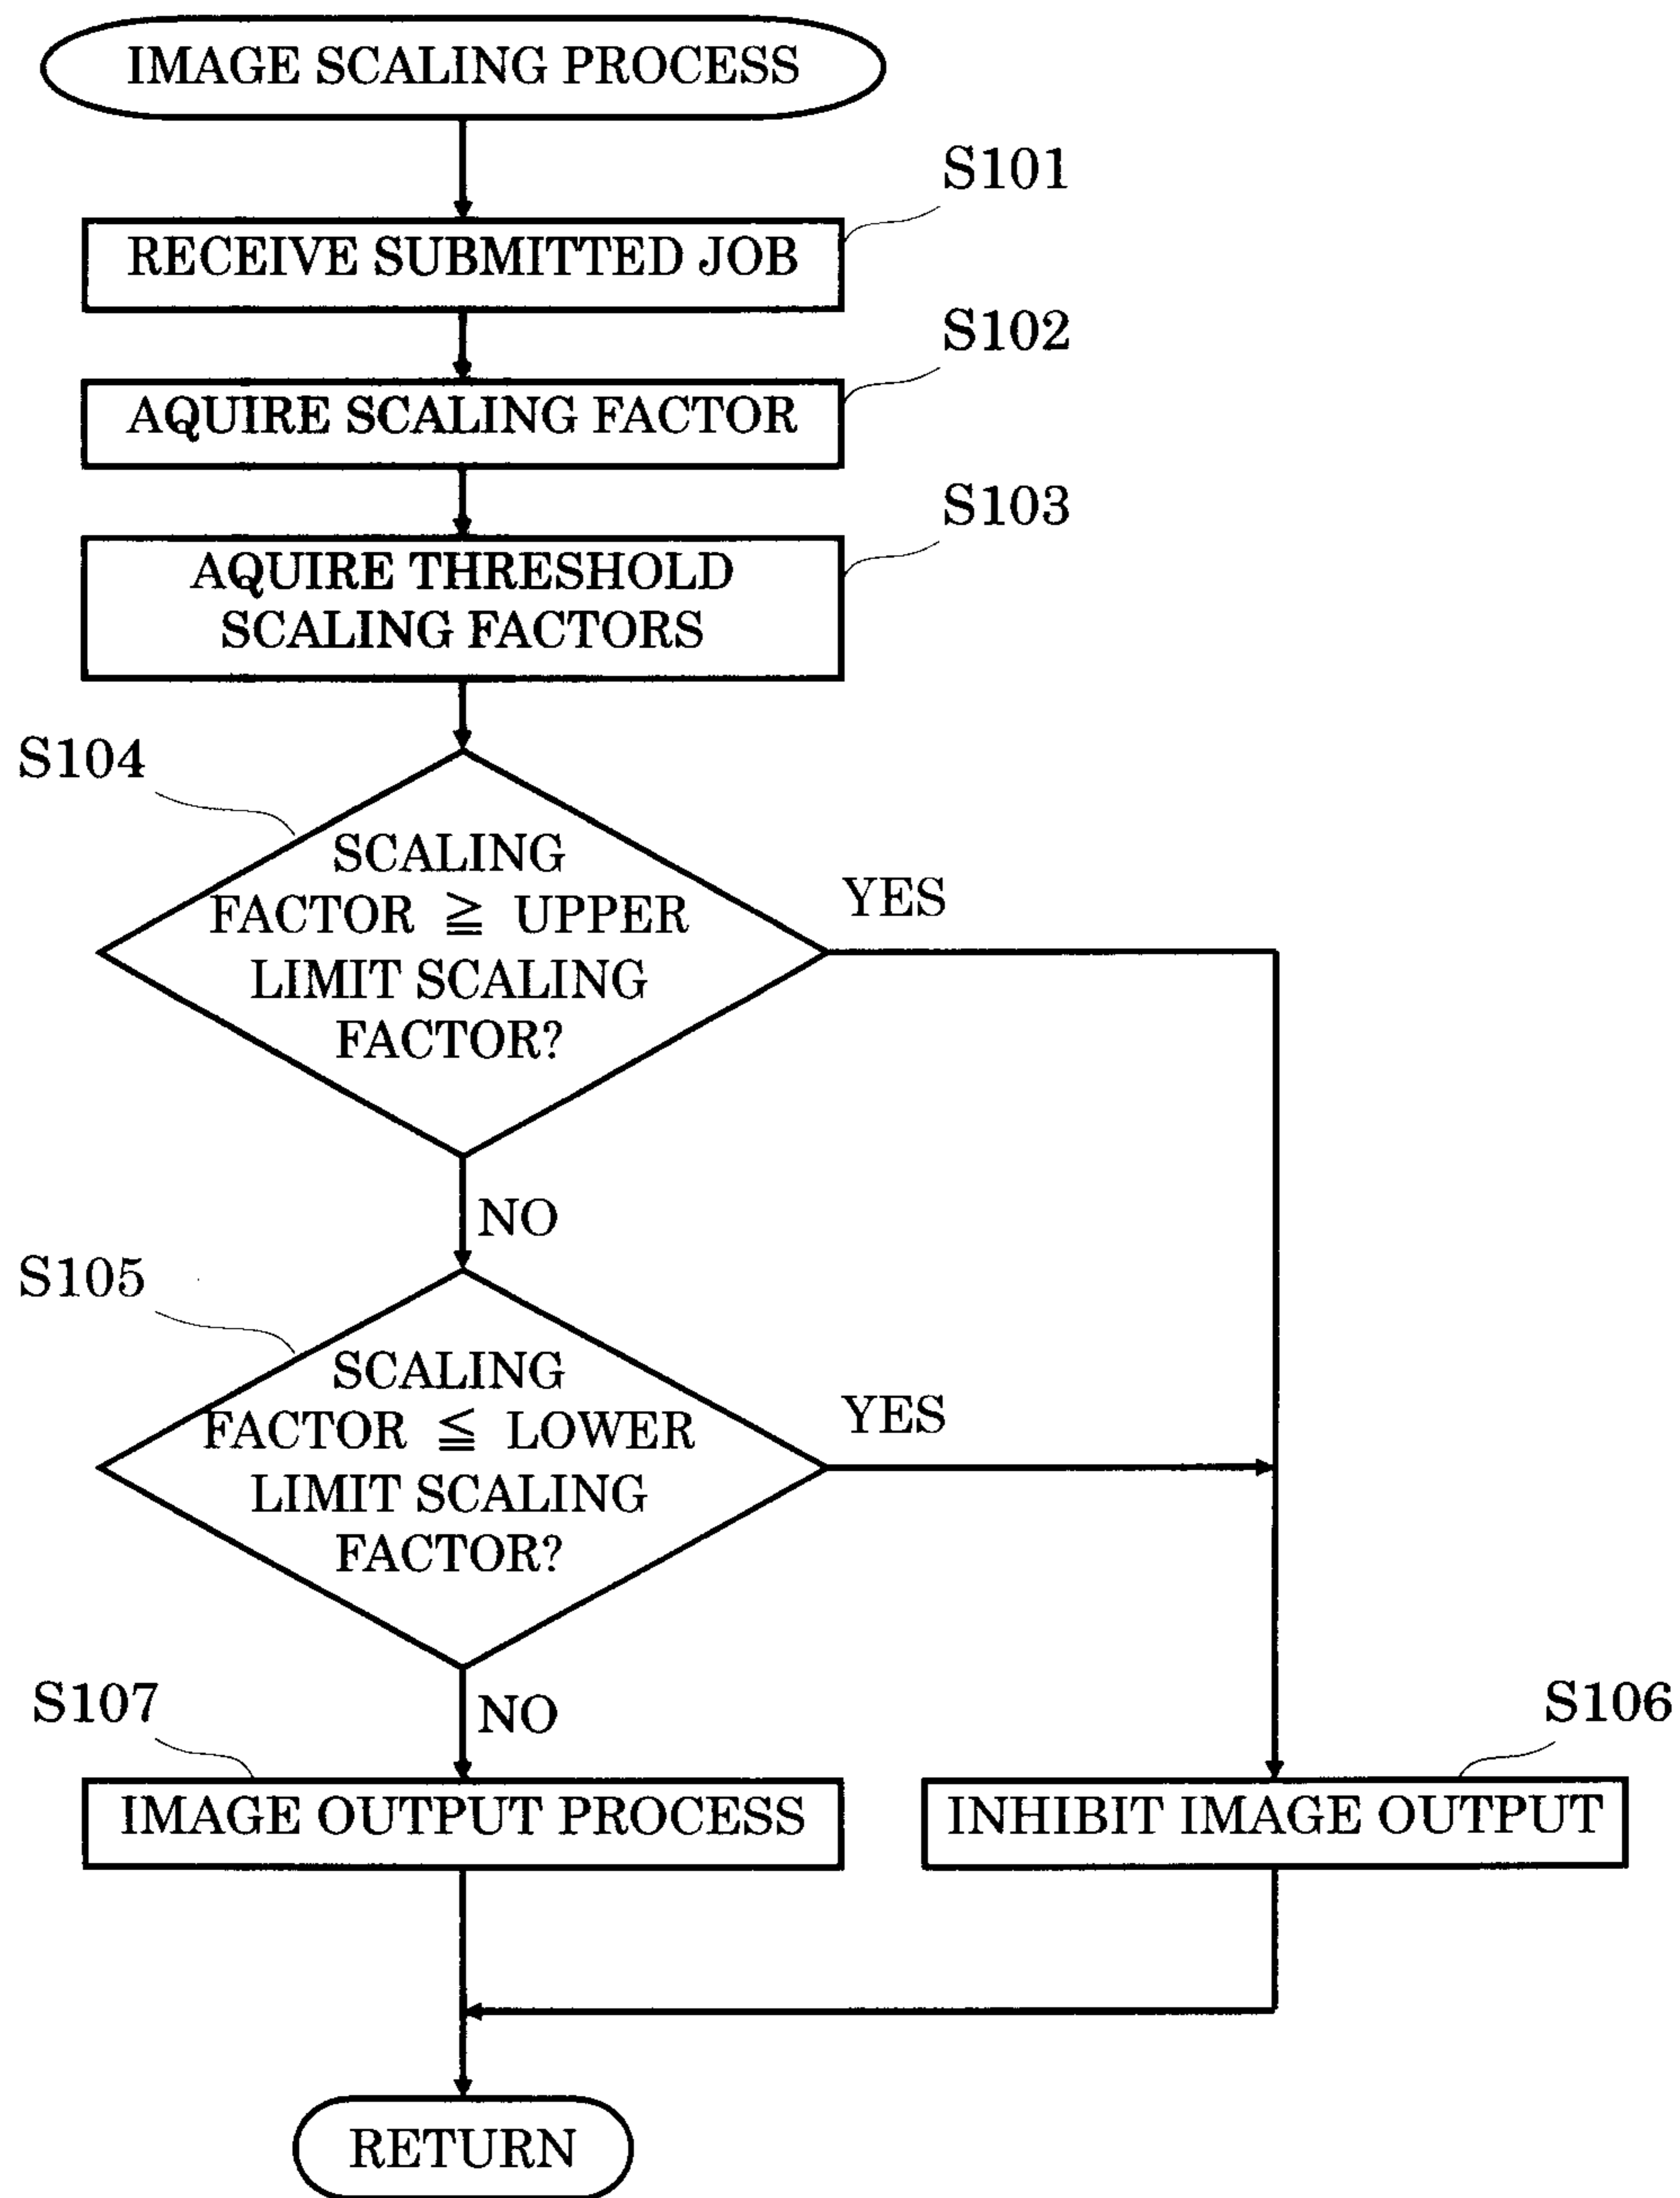 IMAGE SCALING PROCESS
S101
RECEIVE SUBMITTED JOB
S102
AQUIRE SCALING FACTOR
S103
AQUIRE THRESHOLD
SCALING FACTORS
S104
SCALING
FACTOR ≧ UPPER
LIMIT SCALING
FACTOR?
YES
NO
S105
SCALING
FACTOR ≦ LOWER
LIMIT SCALING
FACTOR?
YES
NO
S107
IMAGE OUTPUT PROCESS
S106
INHIBIT IMAGE OUTPUT
RETURN